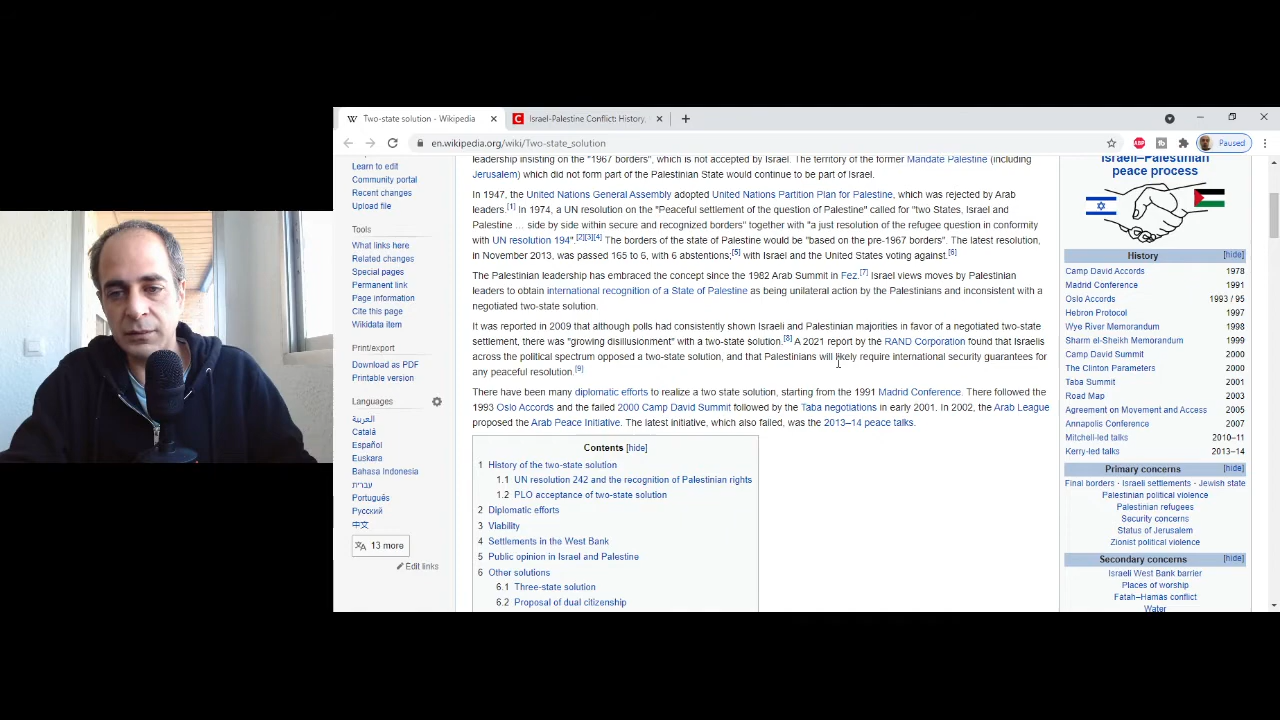 Two-state solution - Wikipedia
Israel-Palestine Conflict: History,
en.wikipedia.org/wiki/Two-state_solution
Paused
Learn to edit
Community portal
Recent changes
Upload file
Tools
What links here
Related changes
Special pages
Permanent link
Page information
Cite this page
Wikidata item
Print/export
Download as PDF
Printable version
Languages
العربية
Català
Español
Euskara
Bahasa Indonesia
עברית
Português
Русский
中文
13 more
Edit links
leadership insisting on the "1967 borders", which is not accepted by Israel. The territory of the former Mandate Palestine (including
Jerusalem) which did not form part of the Palestinian State would continue to be part of Israel.
In 1947, the United Nations General Assembly adopted United Nations Partition Plan for Palestine, which was rejected by Arab
leaders.[1] In 1974, a UN resolution on the "Peaceful settlement of the question of Palestine" called for "two States, Israel and
Palestine … side by side within secure and recognized borders" together with "a just resolution of the refugee question in conformity
with UN resolution 194".[2][3][4] The borders of the state of Palestine would be "based on the pre-1967 borders". The latest resolution,
in November 2013, was passed 165 to 6, with 6 abstentions;[5] with Israel and the United States voting against.[6]
The Palestinian leadership has embraced the concept since the 1982 Arab Summit in Fez.[7] Israel views moves by Palestinian
leaders to obtain international recognition of a State of Palestine as being unilateral action by the Palestinians and inconsistent with a
negotiated two-state solution.
It was reported in 2009 that although polls had consistently shown Israeli and Palestinian majorities in favor of a negotiated two-state
settlement, there was "growing disillusionment" with a two-state solution.[8] A 2021 report by the RAND Corporation found that Israelis
across the political spectrum opposed a two-state solution, and that Palestinians will likely require international security guarantees for
any peaceful resolution.[9]
There have been many diplomatic efforts to realize a two state solution, starting from the 1991 Madrid Conference. There followed the
1993 Oslo Accords and the failed 2000 Camp David Summit followed by the Taba negotiations in early 2001. In 2002, the Arab League
proposed the Arab Peace Initiative. The latest initiative, which also failed, was the 2013–14 peace talks.
Contents [hide]
1 History of the two-state solution
1.1 UN resolution 242 and the recognition of Palestinian rights
1.2 PLO acceptance of two-state solution
2 Diplomatic efforts
3 Viability
4 Settlements in the West Bank
5 Public opinion in Israel and Palestine
6 Other solutions
6.1 Three-state solution
6.2 Proposal of dual citizenship
Israeli–Palestinian
peace process
History [hide]
Camp David Accords 1978
Madrid Conference 1991
Oslo Accords 1993 / 95
Hebron Protocol 1997
Wye River Memorandum 1998
Sharm el-Sheikh Memorandum 1999
Camp David Summit 2000
The Clinton Parameters 2000
Taba Summit 2001
Road Map 2003
Agreement on Movement and Access 2005
Annapolis Conference 2007
Mitchell-led talks 2010–11
Kerry-led talks 2013–14
Primary concerns [hide]
Final borders · Israeli settlements · Jewish state
Palestinian political violence
Palestinian refugees
Security concerns
Status of Jerusalem
Zionist political violence
Secondary concerns [hide]
Israeli West Bank barrier
Places of worship
Fatah–Hamas conflict
Water